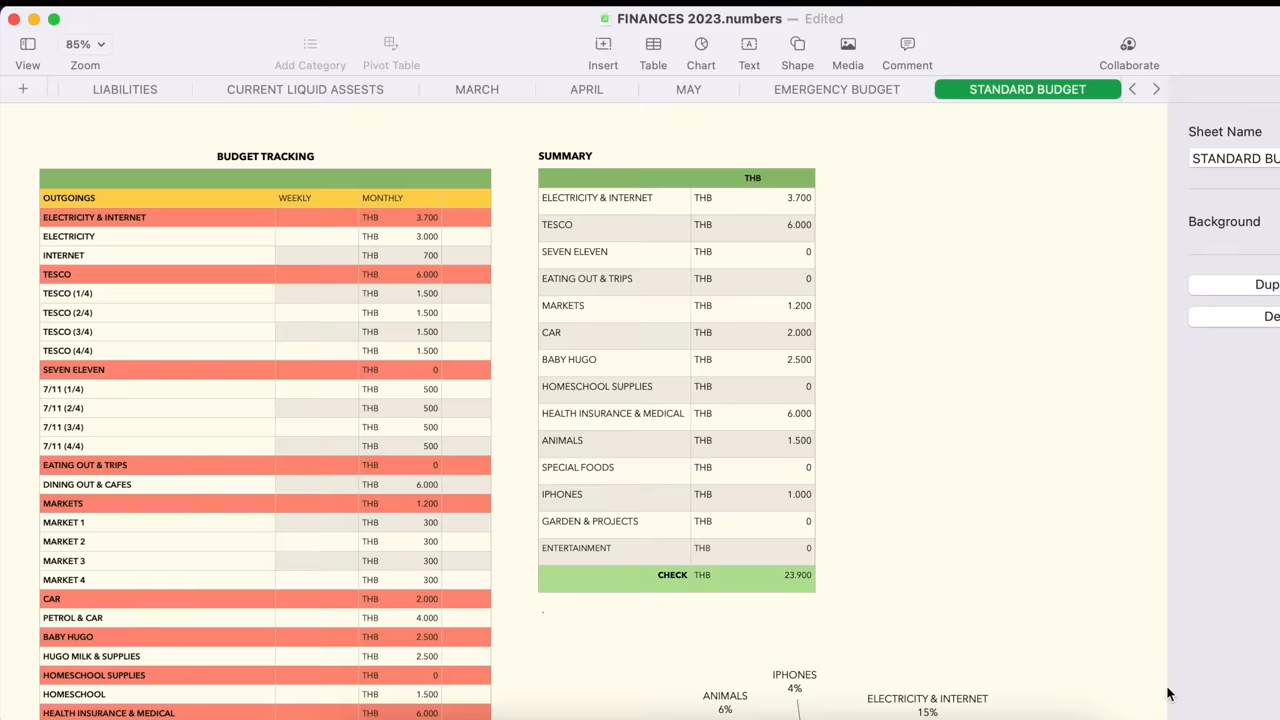 FINANCES 2023.numbers — Edited
85%
View Zoom Add Category Pivot Table Insert Table Chart Text Shape Media Comment Collaborate
+ LIABILITIES CURRENT LIQUID ASSESTS MARCH APRIL MAY EMERGENCY BUDGET STANDARD BUDGET < >
BUDGET TRACKING
OUTGOINGS WEEKLY MONTHLY
ELECTRICITY & INTERNET THB 3.700
ELECTRICITY THB 3.000
INTERNET THB 700
TESCO THB 6.000
TESCO (1/4) THB 1.500
TESCO (2/4) THB 1.500
TESCO (3/4) THB 1.500
TESCO (4/4) THB 1.500
SEVEN ELEVEN THB 0
7/11 (1/4) THB 500
7/11 (2/4) THB 500
7/11 (3/4) THB 500
7/11 (4/4) THB 500
EATING OUT & TRIPS THB 0
DINING OUT & CAFES THB 6.000
MARKETS THB 1.200
MARKET 1 THB 300
MARKET 2 THB 300
MARKET 3 THB 300
MARKET 4 THB 300
CAR THB 2.000
PETROL & CAR THB 4.000
BABY HUGO THB 2.500
HUGO MILK & SUPPLIES THB 2.500
HOMESCHOOL SUPPLIES THB 0
HOMESCHOOL THB 1.500
HEALTH INSURANCE & MEDICAL THB 6.000
SUMMARY
THB
ELECTRICITY & INTERNET THB 3.700
TESCO THB 6.000
SEVEN ELEVEN THB 0
EATING OUT & TRIPS THB 0
MARKETS THB 1.200
CAR THB 2.000
BABY HUGO THB 2.500
HOMESCHOOL SUPPLIES THB 0
HEALTH INSURANCE & MEDICAL THB 6.000
ANIMALS THB 1.500
SPECIAL FOODS THB 0
IPHONES THB 1.000
GARDEN & PROJECTS THB 0
ENTERTAINMENT THB 0
CHECK THB 23.900
.
IPHONES
4%
ANIMALS
6%
ELECTRICITY & INTERNET
15%
Sheet Name
STANDARD BU
Background
Dup
De